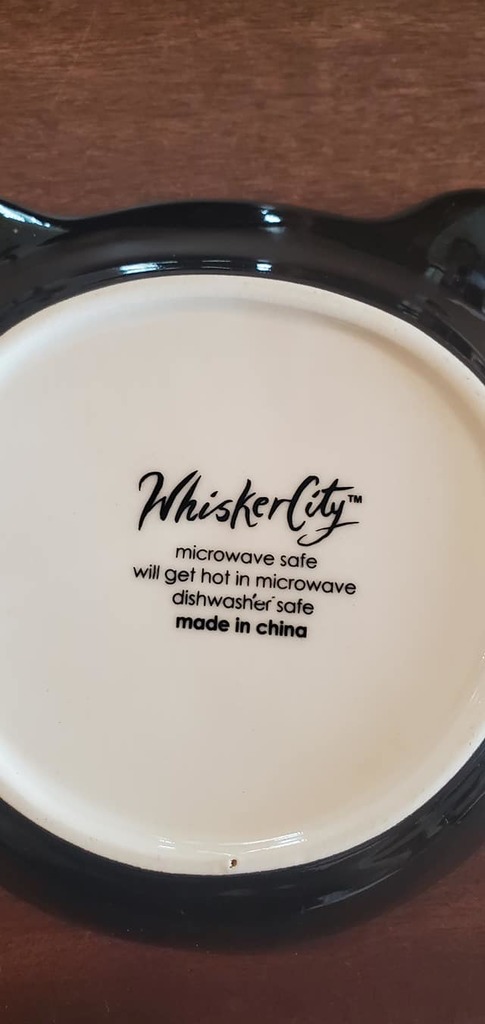 WhiskerCity™
microwave safe
will get hot in microwave
dishwasher safe
made in china